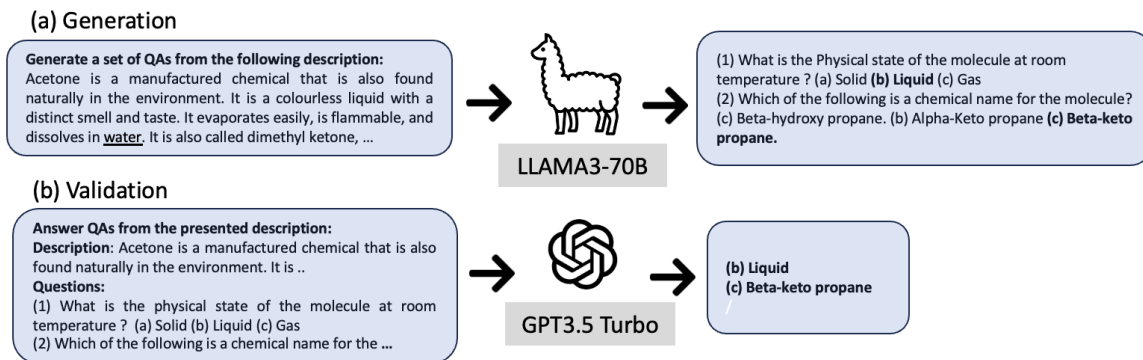 (a) Generation
Generate a set of QAs from the following description:
Acetone is a manufactured chemical that is also found
naturally in the environment. It is a colourless liquid with a
distinct smell and taste. It evaporates easily, is flammable, and
dissolves in water. It is also called dimethyl ketone, ...
LLAMA3-70B
(1) What is the Physical state of the molecule at room
temperature ? (a) Solid (b) Liquid (c) Gas
(2) Which of the following is a chemical name for the molecule?
(c) Beta-hydroxy propane. (b) Alpha-Keto propane (c) Beta-keto
propane.
(b) Validation
Answer QAs from the presented description:
Description: Acetone is a manufactured chemical that is also
found naturally in the environment. It is ..
Questions:
(1) What is the physical state of the molecule at room
temperature ? (a) Solid (b) Liquid (c) Gas
(2) Which of the following is a chemical name for the ...
GPT3.5 Turbo
(b) Liquid
(c) Beta-keto propane
/